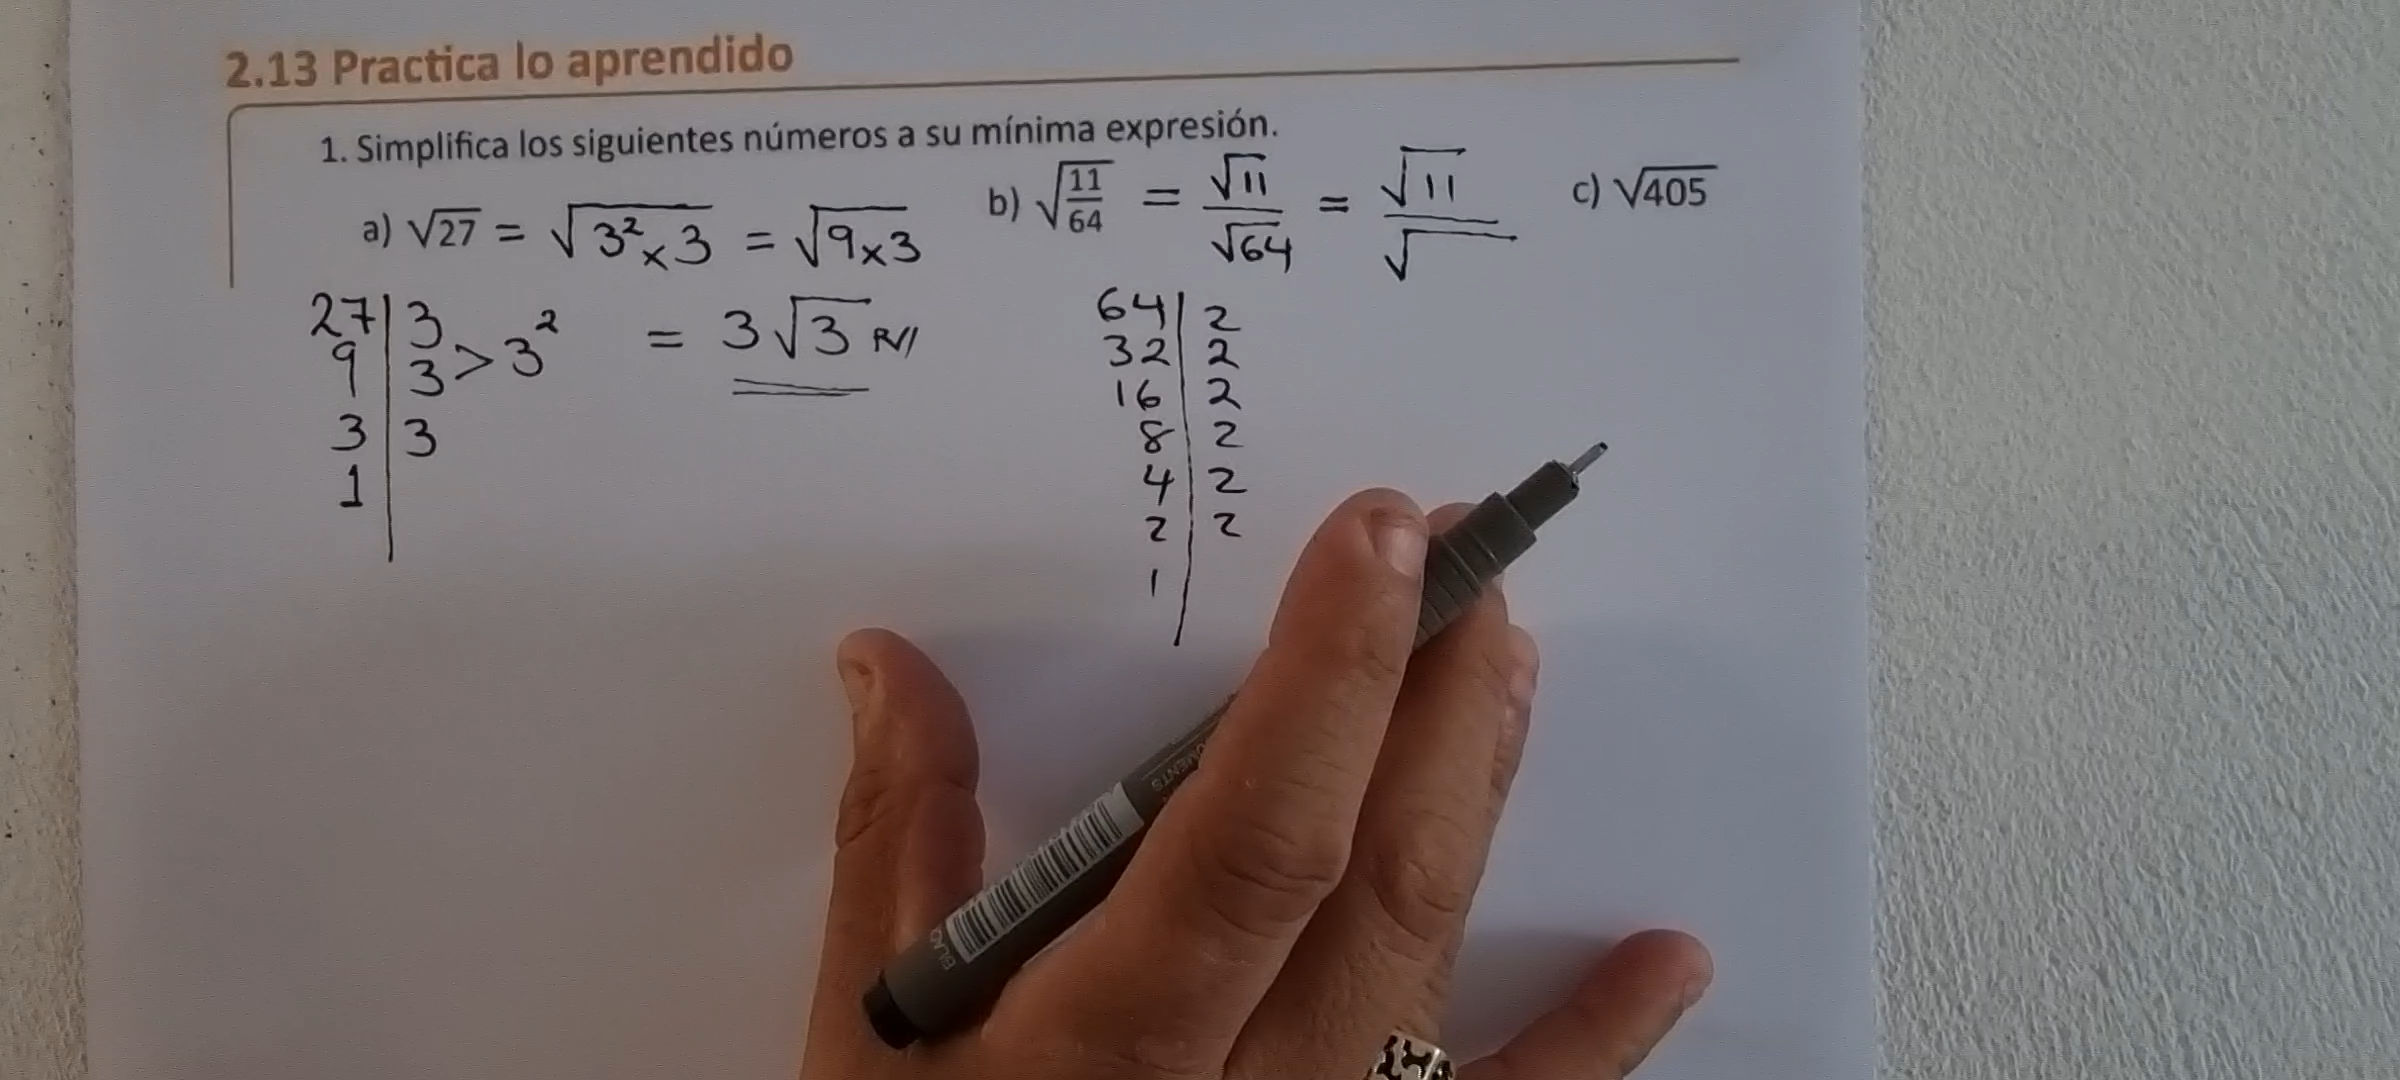 2.13 Practica lo aprendido
1. Simplifica los siguientes números a su mínima expresión.
a) √27 = √3²×3 = √9×3
= 3√3 R//
27 | 3
9 | 3 > 3²
3 | 3
1
b) √11/64 = √11/√64 = √11/√
64 | 2
32 | 2
16 | 2
8 | 2
4 | 2
2 | 2
1
c) √405